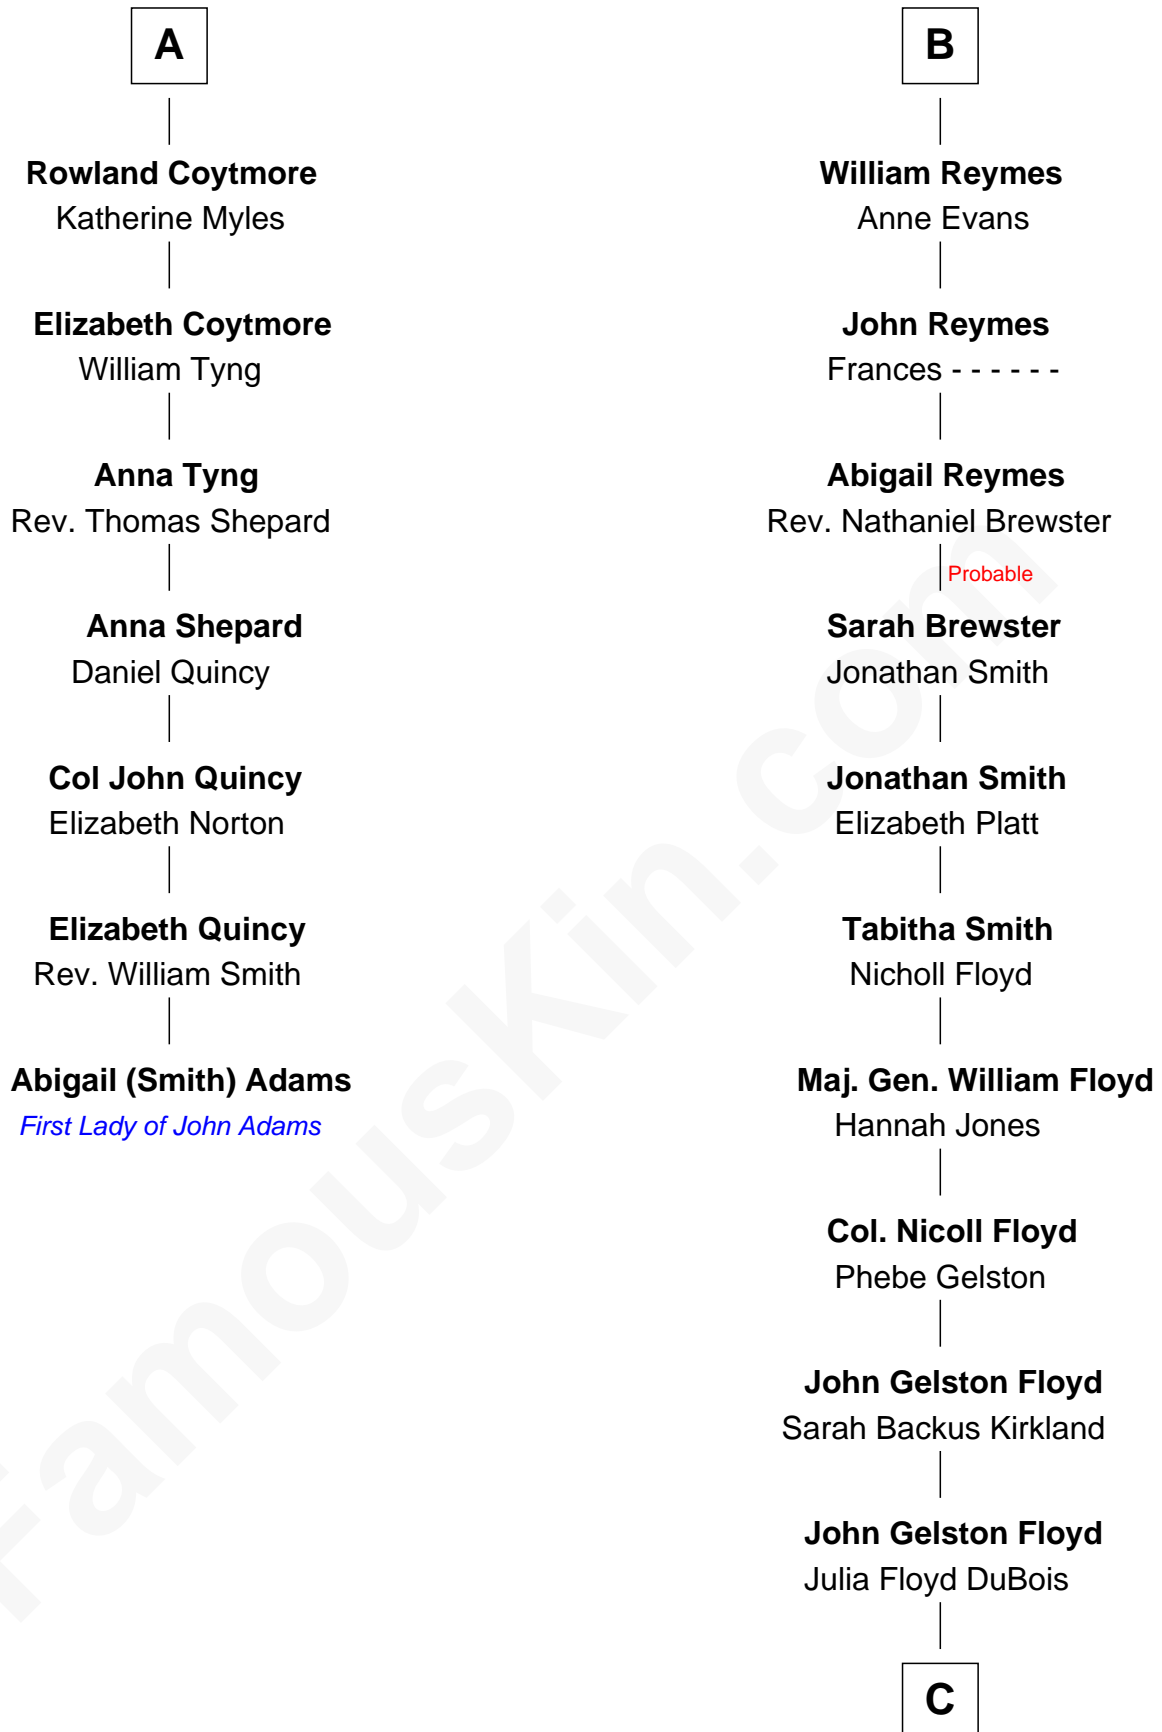 A
Rowland Coytmore
Katherine Myles
Elizabeth Coytmore
William Tyng
Anna Tyng
Rev. Thomas Shepard
Anna Shepard
Daniel Quincy
Col John Quincy
Elizabeth Norton
Elizabeth Quincy
Rev. William Smith
Abigail (Smith) Adams
First Lady of John Adams
B
William Reymes
Anne Evans
John Reymes
Frances - - - - - -
Abigail Reymes
Rev. Nathaniel Brewster
Probable
Sarah Brewster
Jonathan Smith
Jonathan Smith
Elizabeth Platt
Tabitha Smith
Nicholl Floyd
Maj. Gen. William Floyd
Hannah Jones
Col. Nicoll Floyd
Phebe Gelston
John Gelston Floyd
Sarah Backus Kirkland
John Gelston Floyd
Julia Floyd DuBois
C
FamousKin.com